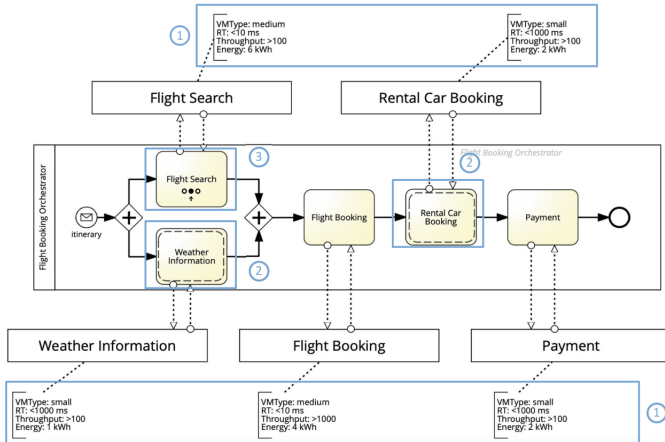 1
VMType: medium
RT: <10 ms
Throughput: >100
Energy: 6 kWh
VMType: small
RT: <1000 ms
Throughput: >100
Energy: 2 kWh
Flight Search
Rental Car Booking
Flight Booking Orchestrator
Flight Booking Orchestrator
itinerary
Flight Search
3
Weather
Information
2
Flight Booking
2
Rental Car
Booking
Payment
Weather Information
Flight Booking
Payment
VMType: small
RT: <1000 ms
Throughput: >100
Energy: 1 kWh
VMType: medium
RT: <10 ms
Throughput: >1000
Energy: 4 kWh
VMType: small
RT: <1000 ms
Throughput: >100
Energy: 2 kWh
1